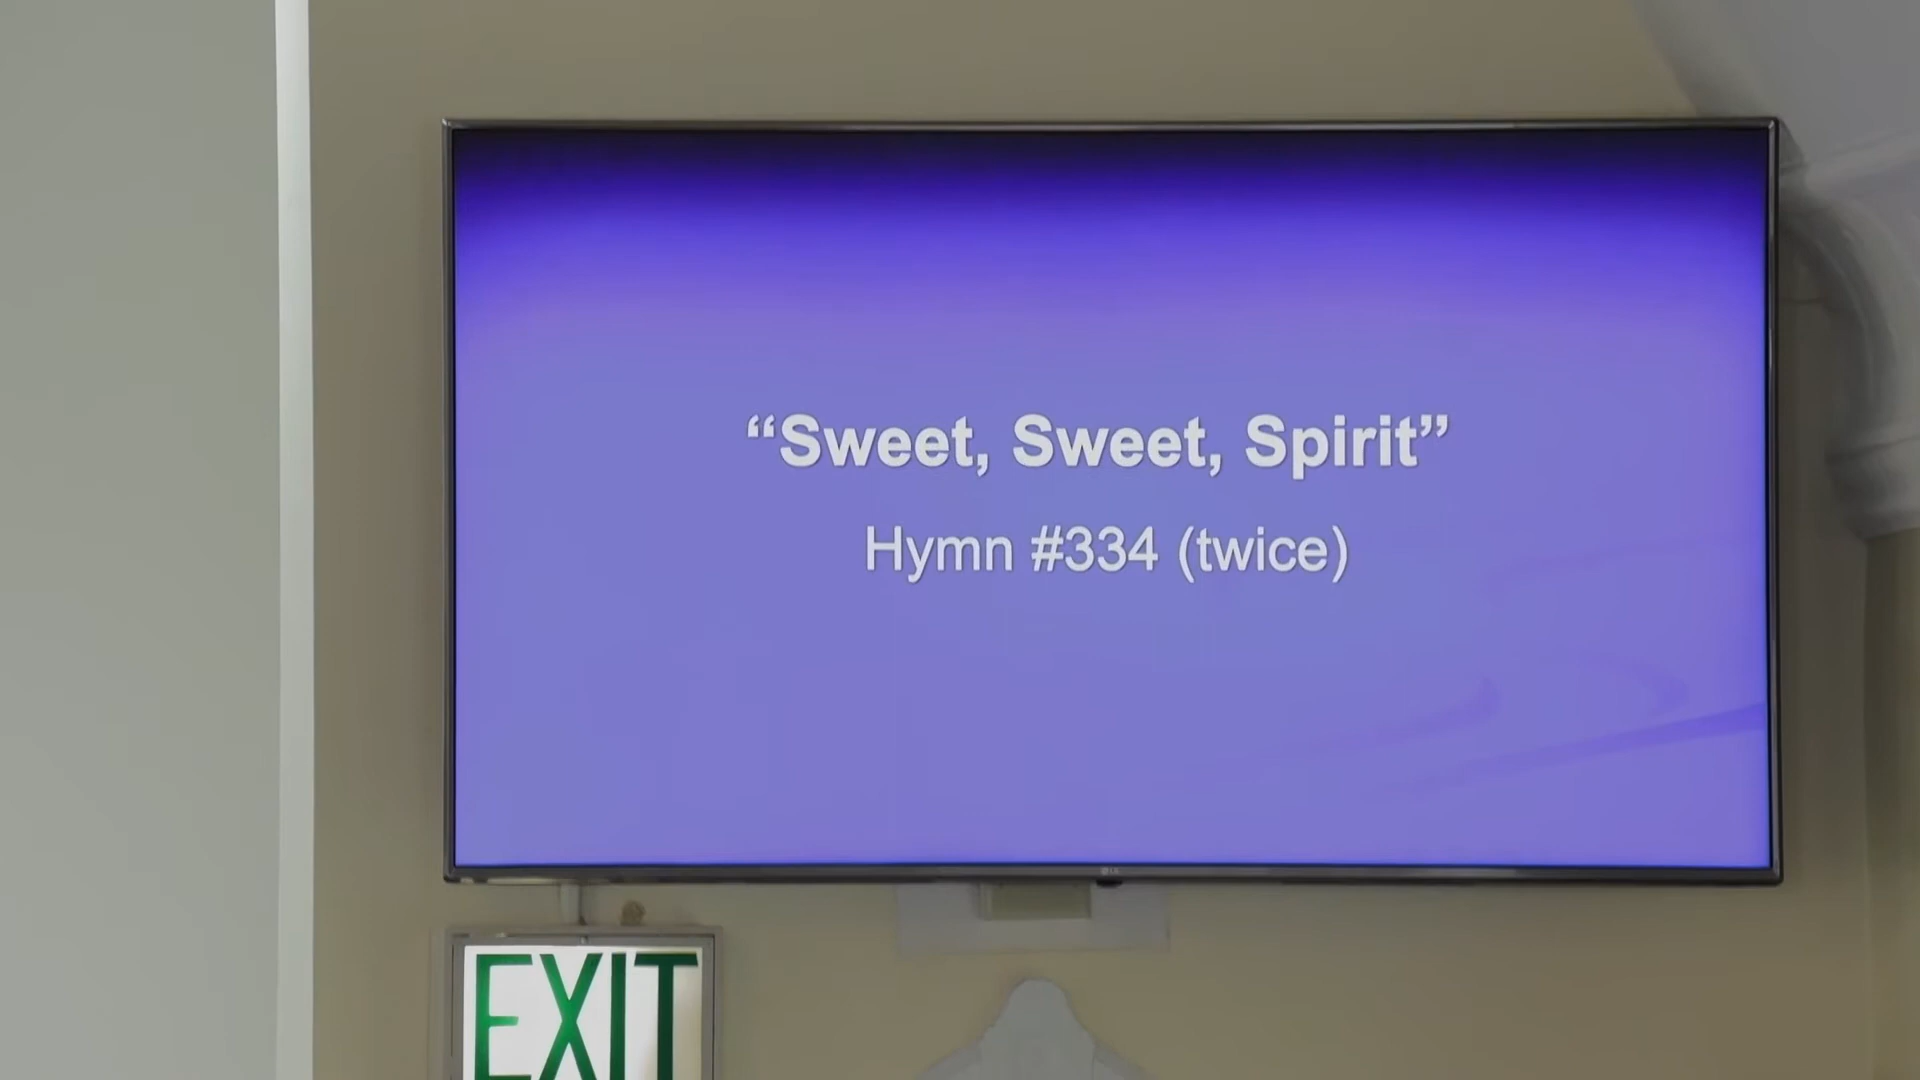 “Sweet, Sweet, Spirit”
Hymn #334 (twice)
EXIT